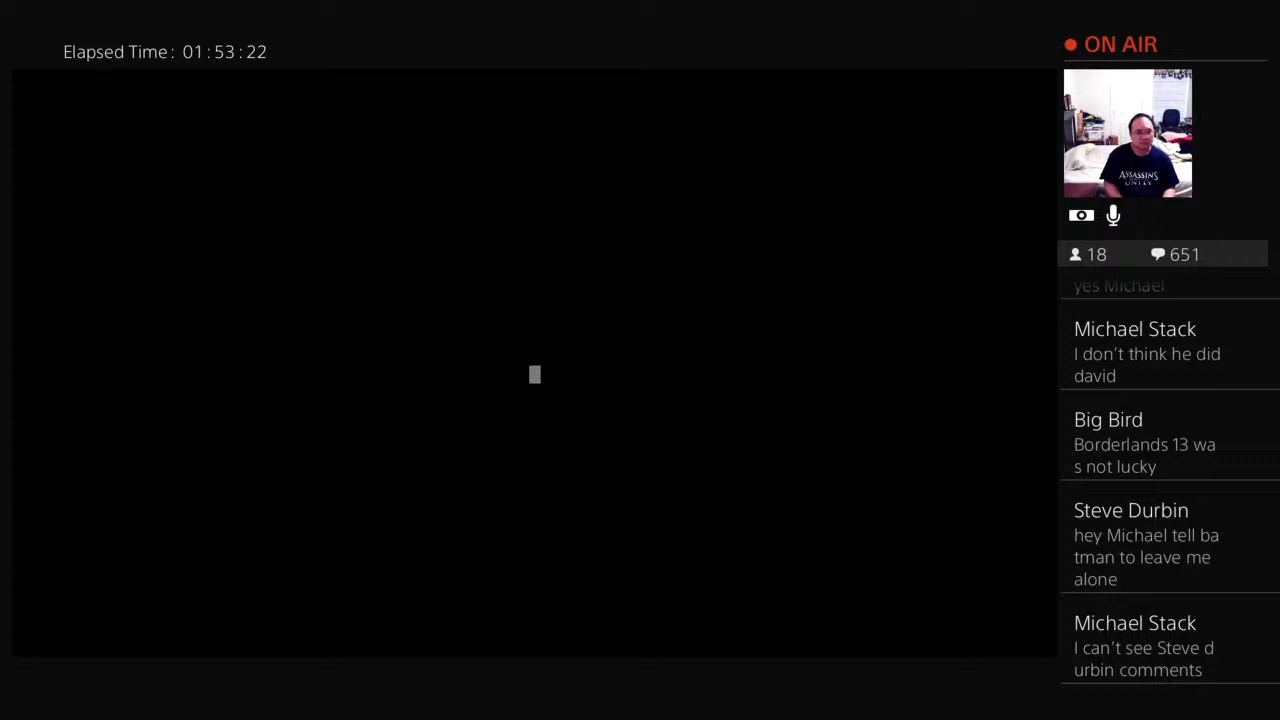 Elapsed Time: 01:53:22
ON AIR
ASSASSINS
UNITY
18 651
yes Michael
Michael Stack
I don't think he did
david
Big Bird
Borderlands 13 wa
s not lucky
Steve Durbin
hey Michael tell ba
tman to leave me
alone
Michael Stack
I can't see Steve d
urbin comments